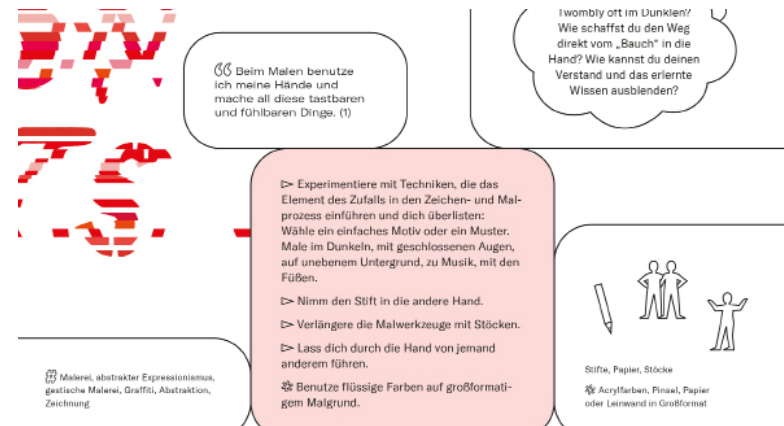 Twombly oft im Dunklen?
Wie schaffst du den Weg
direkt vom „Bauch“ in die
Hand? Wie kannst du deinen
Verstand und das erlernte
Wissen ausblenden?
Beim Malen benutze
ich meine Hände und
mache all diese tastbaren
und fühlbaren Dinge. (1)
▻ Experimentiere mit Techniken, die das
Element des Zufalls in den Zeichen- und Mal-
prozess einführen und dich überlisten:
Wähle ein einfaches Motiv oder ein Muster.
Male im Dunkeln, mit geschlossenen Augen,
auf unebenem Untergrund, zu Musik, mit den
Füßen.
▻ Nimm den Stift in die andere Hand.
▻ Verlängere die Malwerkzeuge mit Stöcken.
▻ Lass dich durch die Hand von jemand
anderem führen.
Benutze flüssige Farben auf großformati-
gem Malgrund.
# Malerei, abstrakter Expressionismus,
gestische Malerei, Graffiti, Abstraktion,
Zeichnung
Stifte, Papier, Stöcke
Acrylfarben, Pinsel, Papier
oder Leinwand in Großformat